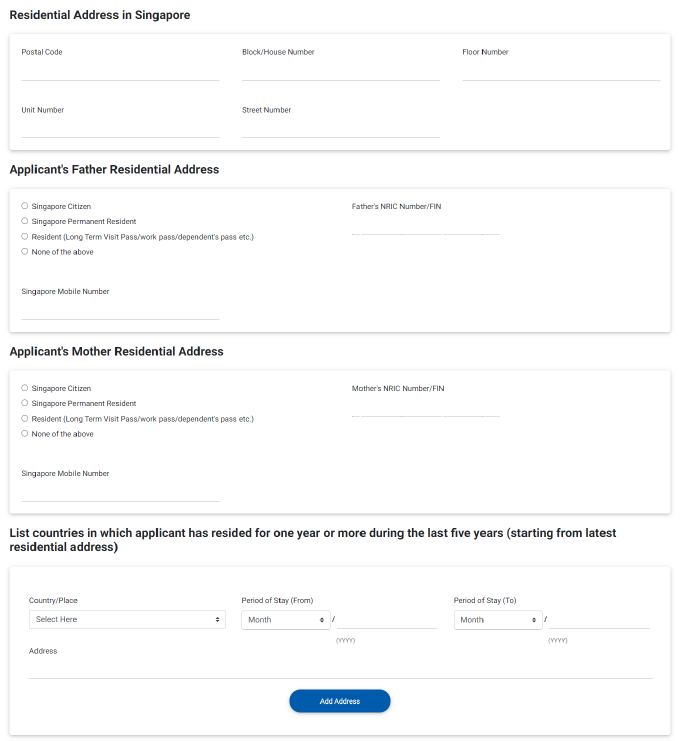 Residential Address in Singapore
Postal Code
Block/House Number
Floor Number
Unit Number
Street Number
Applicant's Father Residential Address
Singapore Citizen
Singapore Permanent Resident
Resident (Long Term Visit Pass/work pass/dependent's pass etc.)
None of the above
Father's NRIC Number/FIN
Singapore Mobile Number
Applicant's Mother Residential Address
Singapore Citizen
Singapore Permanent Resident
Resident (Long Term Visit Pass/work pass/dependent's pass etc.)
None of the above
Mother's NRIC Number/FIN
Singapore Mobile Number
List countries in which applicant has resided for one year or more during the last five years (starting from latest
residential address)
Country/Place
Select Here
Period of Stay (From)
Month /
(YYYY)
Period of Stay (To)
Month /
(YYYY)
Address
Add Address